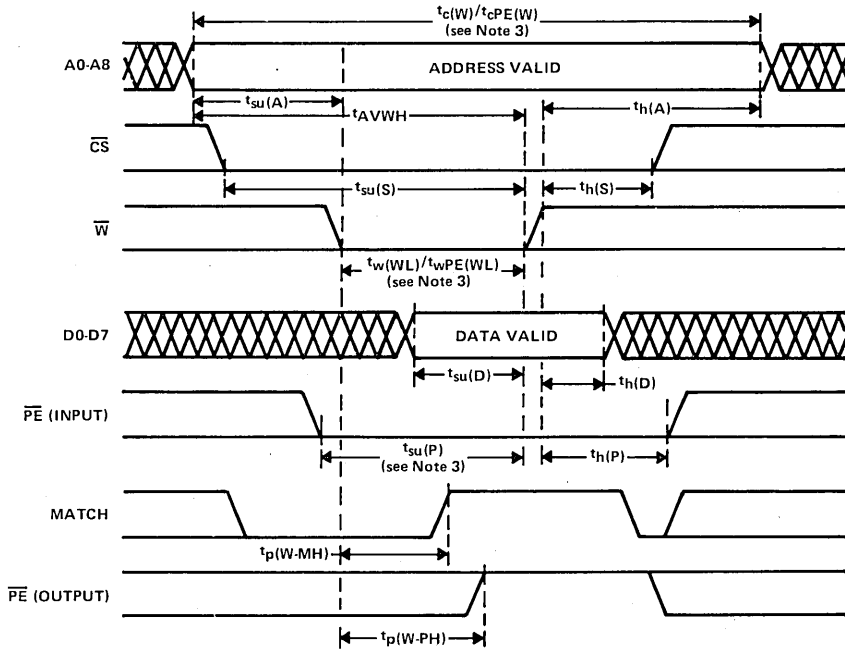 tc(W)/tcPE(W)
(see Note 3)
A0-A8
ADDRESS VALID
tsu(A)
tAVWH
th(A)
CS
tsu(S)
th(S)
W
tw(WL)/twPE(WL)
(see Note 3)
D0-D7
DATA VALID
tsu(D)
th(D)
PE (INPUT)
tsu(P)
(see Note 3)
th(P)
MATCH
tp(W-MH)
PE (OUTPUT)
tp(W-PH)